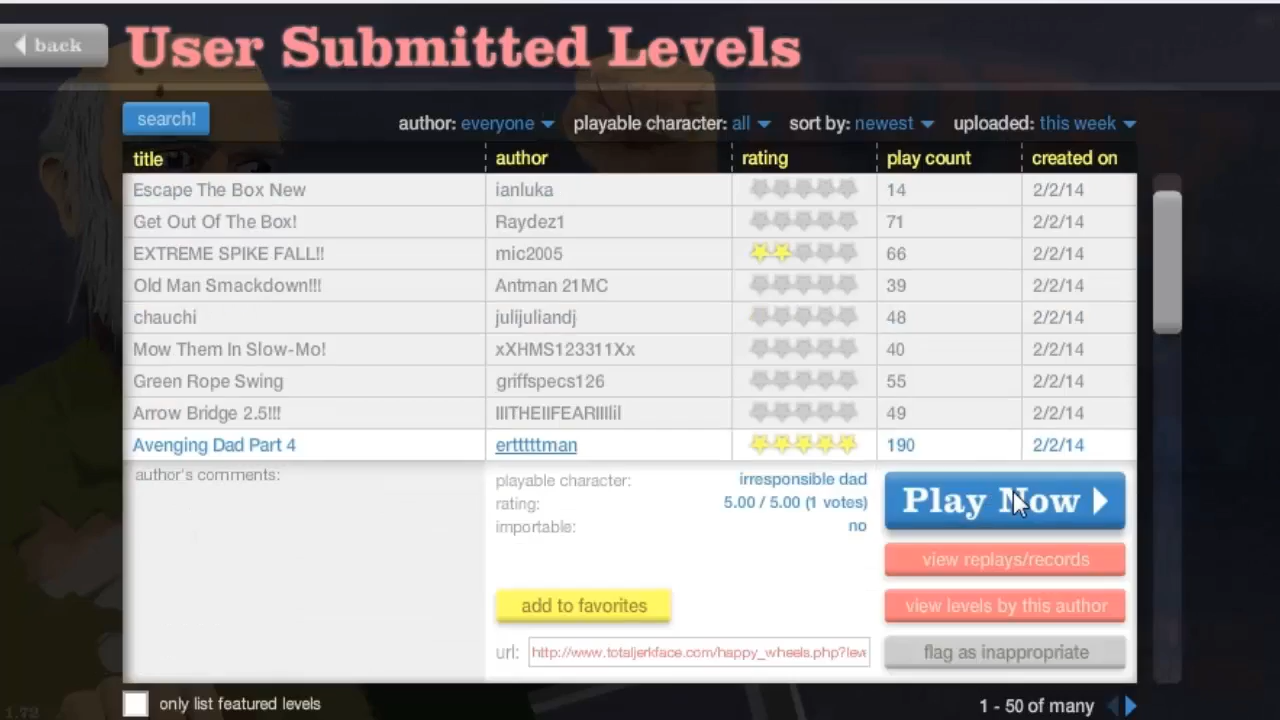 back
User Submitted Levels
search!
author: everyone playable character: all sort by: newest uploaded: this week
title author rating play count created on
Escape The Box New ianluka 14 2/2/14
Get Out Of The Box! Raydez1 71 2/2/14
EXTREME SPIKE FALL!! mic2005 66 2/2/14
Old Man Smackdown!!! Antman 21MC 39 2/2/14
chauchi julijuliandj 48 2/2/14
Mow Them In Slow-Mo! xXHMS123311Xx 40 2/2/14
Green Rope Swing griffspecs126 55 2/2/14
Arrow Bridge 2.5!!! 49 2/2/14
Avenging Dad Part 4 ertttttman 190 2/2/14
author's comments:
playable character: irresponsible dad
rating: 5.00 / 5.00 (1 votes)
importable: no
Play Now
view replays/records
add to favorites
view levels by this author
url: http://www.totaljerkface.com/happy_wheels.php?lev
flag as inappropriate
only list featured levels
1 - 50 of many
1.72